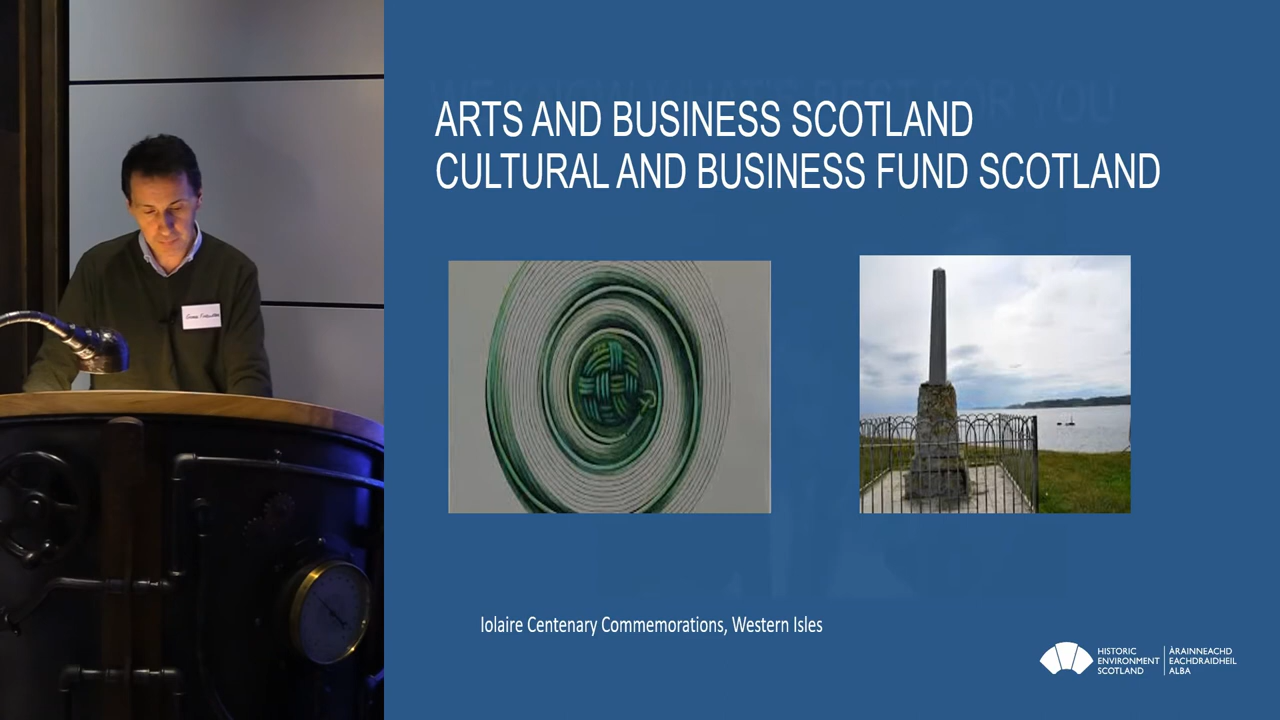 ARTS AND BUSINESS SCOTLAND
CULTURAL AND BUSINESS FUND SCOTLAND
Iolaire Centenary Commemorations, Western Isles
HISTORIC
ENVIRONMENT
SCOTLAND
ÀRAINNEACHD
EACHDRAIDHEIL
ALBA